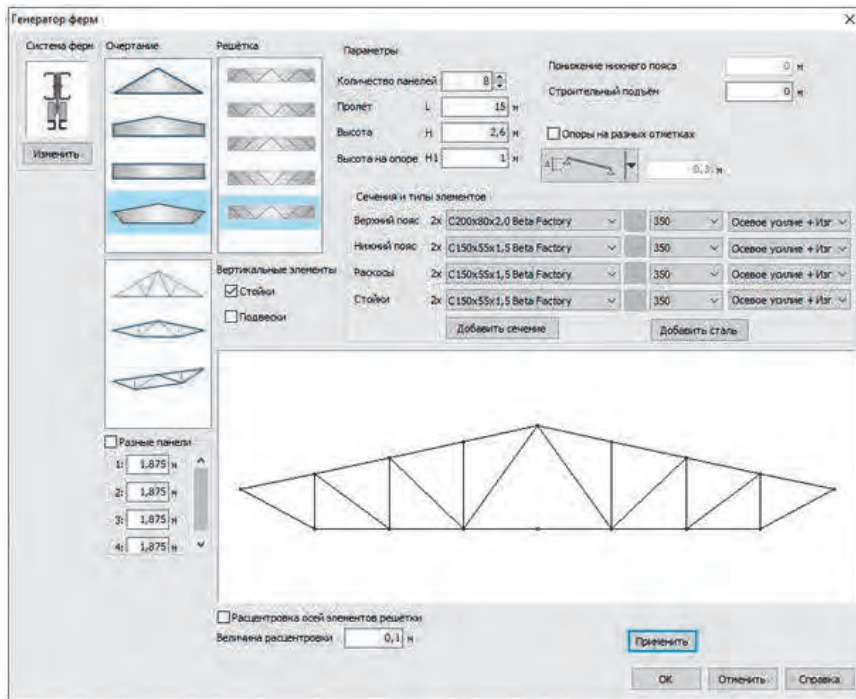 Генератор ферм
Система ферм
Очертание
Решётка
Изменить
Вертикальные элементы
Стойки
Подвески
Разные панели
1: 1,875 м
2: 1,875 м
3: 1,875 м
4: 1,875 м
Параметры
Количество панелей 8
Пролёт L 15 м
Высота H 2,6 м
Высота на опоре H1 1 м
Понижение нижнего пояса 0 м
Строительный подъём 0 м
Опоры на разных отметках
0,3 м
Сечения и типы элементов
Верхний пояс 2x C200x80x2,0 Beta Factory 350 Осевое усилие + Изг
Нижний пояс 2x C150x55x1,5 Beta Factory 350 Осевое усилие + Изг
Раскосы 2x C150x55x1,5 Beta Factory 350 Осевое усилие + Изг
Стойки 2x C150x55x1,5 Beta Factory 350 Осевое усилие + Изг
Добавить сечение
Добавить сталь
Расцентровка осей элементов решётки
Величина расцентровки 0,1 м
Применить
OK
Отменить
Справка